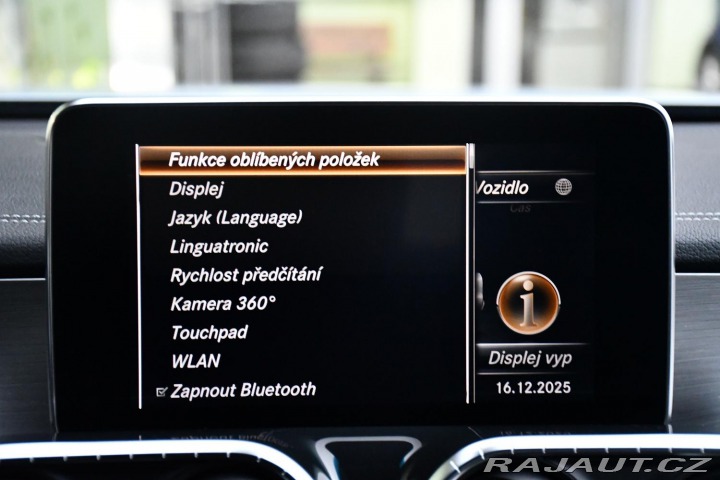 Funkce oblíbených položek
Displej
Jazyk (Language)
Linguatronic
Rychlost předčítání
Kamera 360°
Touchpad
WLAN
Zapnout Bluetooth
Vozidlo
Čas
i
Displej vyp
16.12.2025
RAJAUT.CZ